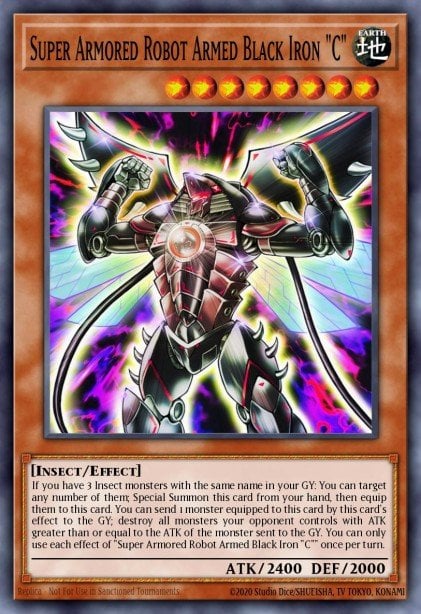 Super Armored Robot Armed Black Iron "C"
EARTH
地
[Insect/Effect]
If you have 3 Insect monsters with the same name in your GY: You can target
any number of them; Special Summon this card from your hand, then equip
them to this card. You can send 1 monster equipped to this card by this card's
effect to the GY; destroy all monsters your opponent controls with ATK
greater than or equal to the ATK of the monster sent to the GY. You can only
use each effect of "Super Armored Robot Armed Black Iron "C"" once per turn.
ATK/2400 DEF/2000
Replica - Not For Use in Sanctioned Tournaments
©2020 Studio Dice/SHUEISHA, TV TOKYO, KONAMI